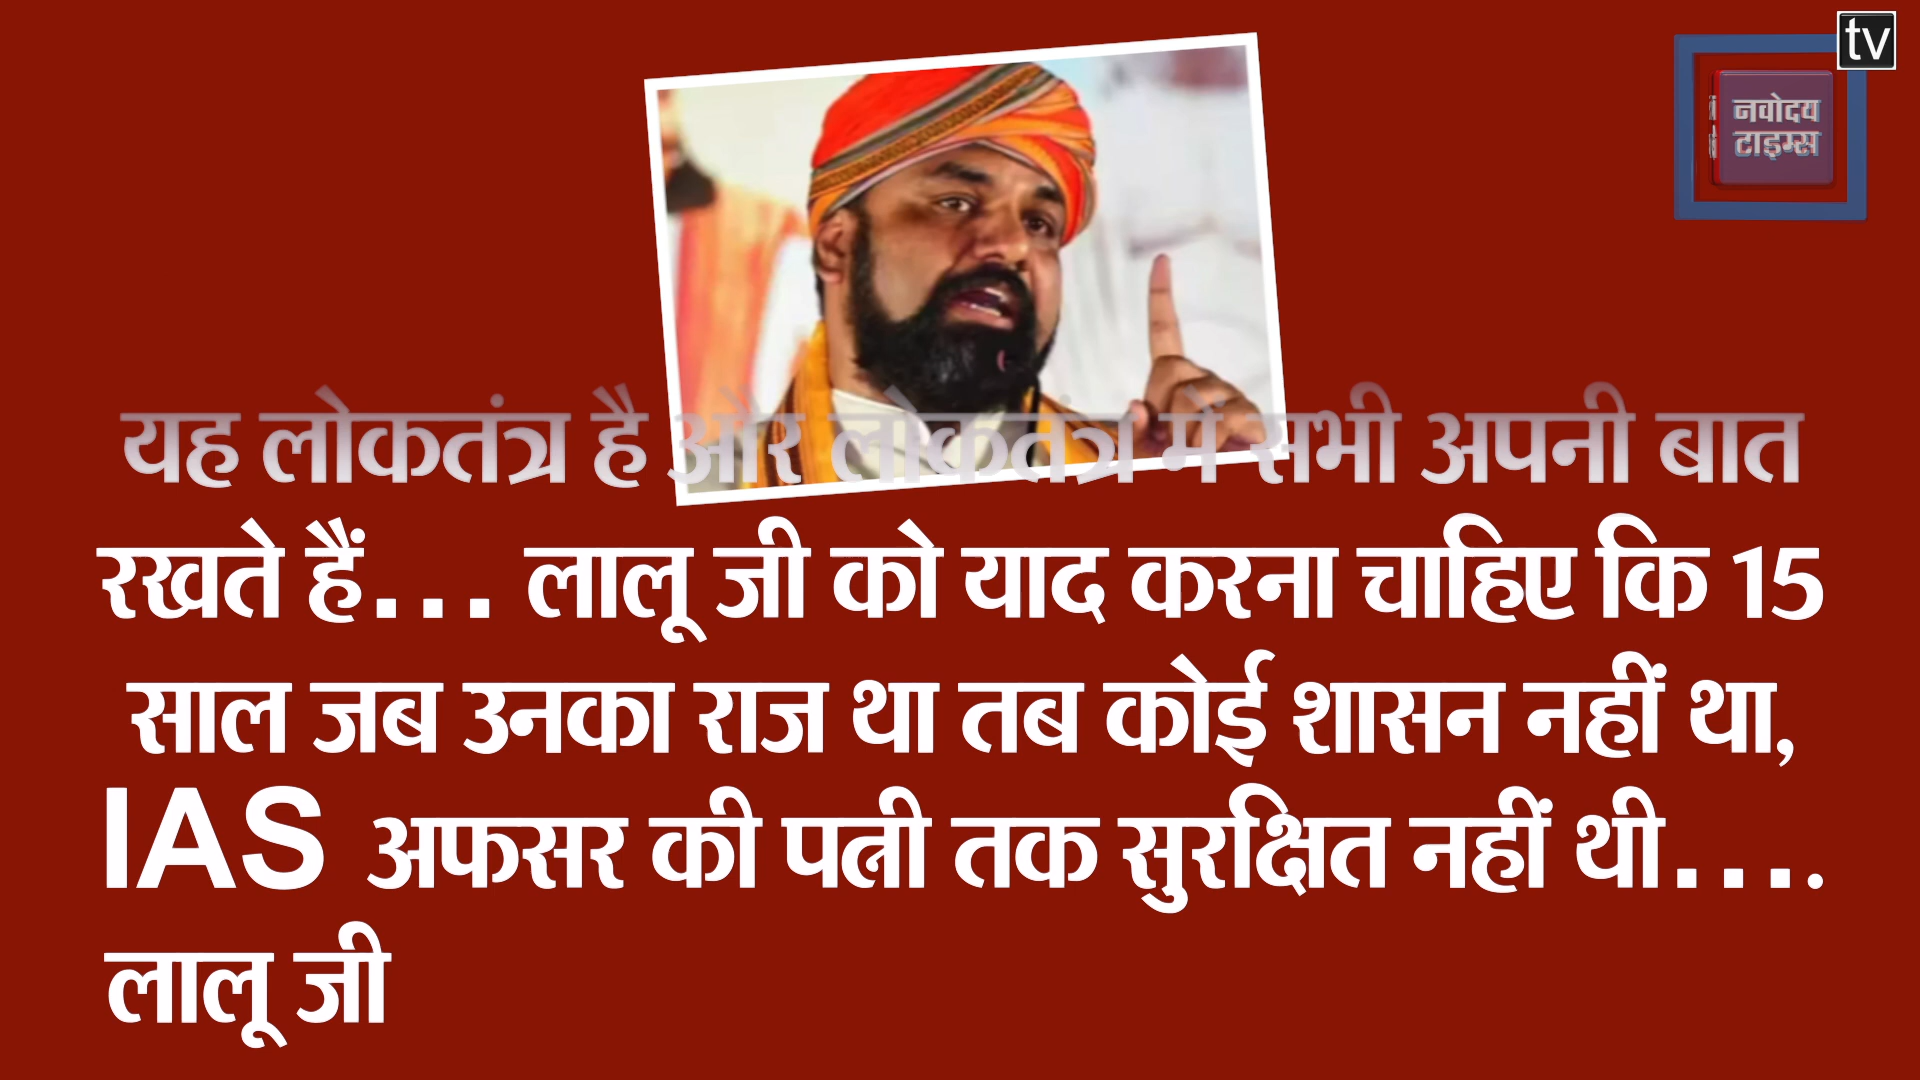 tv
नवोदय
टाइम्स
यह लोकतंत्र है और लोकतंत्र में सभी अपनी बात
रखते हैं... लालू जी को याद करना चाहिए कि 15
साल जब उनका राज था तब कोई शासन नहीं था,
IAS अफसर की पत्नी तक सुरक्षित नहीं थी....
लालू जी